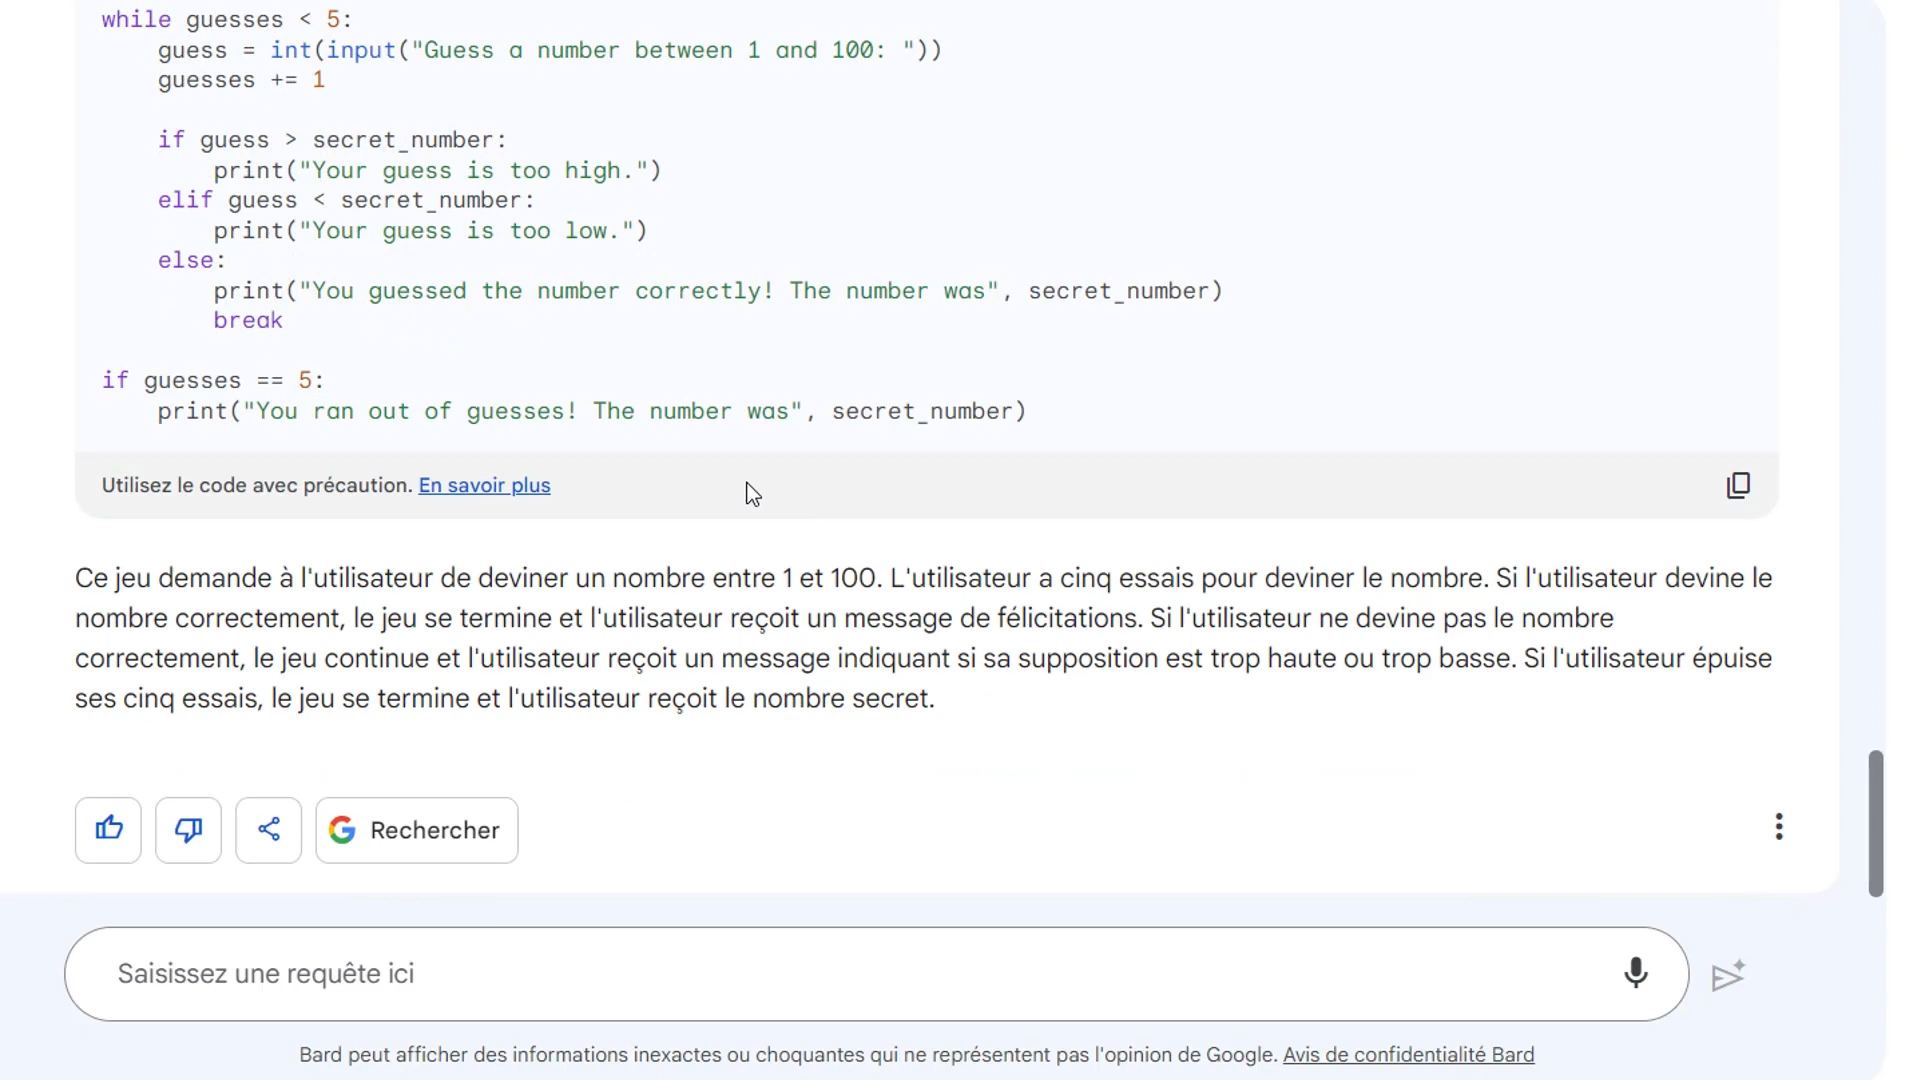 while guesses < 5:
    guess = int(input("Guess a number between 1 and 100: "))
    guesses += 1
    if guess > secret_number:
        print("Your guess is too high.")
    elif guess < secret_number:
        print("Your guess is too low.")
    else:
        print("You guessed the number correctly! The number was", secret_number)
        break
if guesses == 5:
    print("You ran out of guesses! The number was", secret_number)
Utilisez le code avec précaution. En savoir plus
Ce jeu demande à l'utilisateur de deviner un nombre entre 1 et 100. L'utilisateur a cinq essais pour deviner le nombre. Si l'utilisateur devine le
nombre correctement, le jeu se termine et l'utilisateur reçoit un message de félicitations. Si l'utilisateur ne devine pas le nombre
correctement, le jeu continue et l'utilisateur reçoit un message indiquant si sa supposition est trop haute ou trop basse. Si l'utilisateur épuise
ses cinq essais, le jeu se termine et l'utilisateur reçoit le nombre secret.
Rechercher
Saisissez une requête ici
Bard peut afficher des informations inexactes ou choquantes qui ne représentent pas l'opinion de Google. Avis de confidentialité Bard